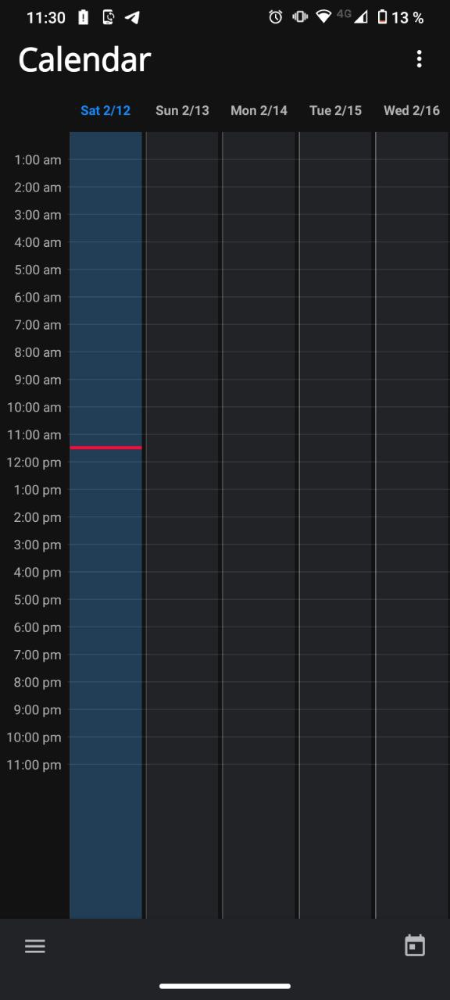 11:30 4G 13 %
Calendar
Sat 2/12 Sun 2/13 Mon 2/14 Tue 2/15 Wed 2/16
1:00 am
2:00 am
3:00 am
4:00 am
5:00 am
6:00 am
7:00 am
8:00 am
9:00 am
10:00 am
11:00 am
12:00 pm
1:00 pm
2:00 pm
3:00 pm
4:00 pm
5:00 pm
6:00 pm
7:00 pm
8:00 pm
9:00 pm
10:00 pm
11:00 pm